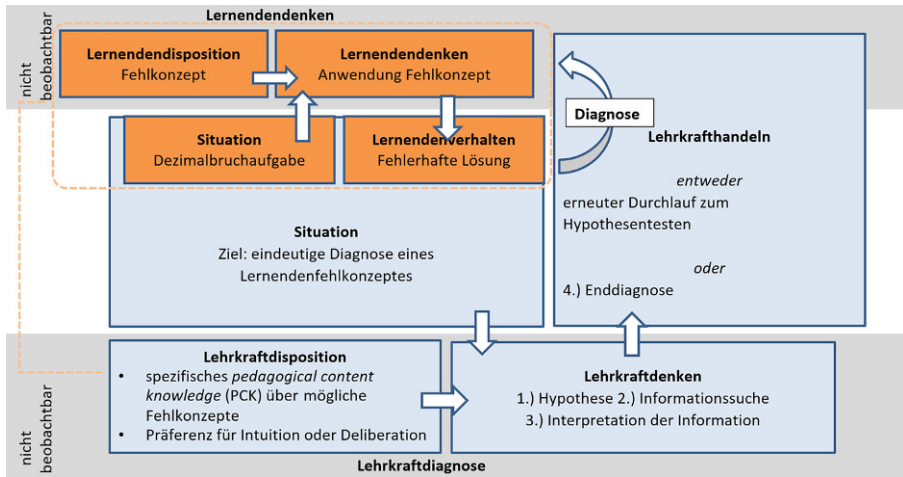 Lernendendenken
nicht
beobachtbar
Lernendendisposition
Fehlkonzept
Lernendendenken
Anwendung Fehlkonzept
Situation
Dezimalbruchaufgabe
Lernendenverhalten
Fehlerhafte Lösung
Diagnose
Lehrkrafthandeln
entweder
erneuter Durchlauf zum
Hypothesentesten
oder
4.) Enddiagnose
Situation
Ziel: eindeutige Diagnose eines
Lernendenfehlkonzeptes
nicht
beobachtbar
Lehrkraftdisposition
• spezifisches pedagogical content
knowledge (PCK) über mögliche
Fehlkonzepte
• Präferenz für Intuition oder Deliberation
Lehrkraftdenken
1.) Hypothese 2.) Informationssuche
3.) Interpretation der Information
Lehrkraftdiagnose